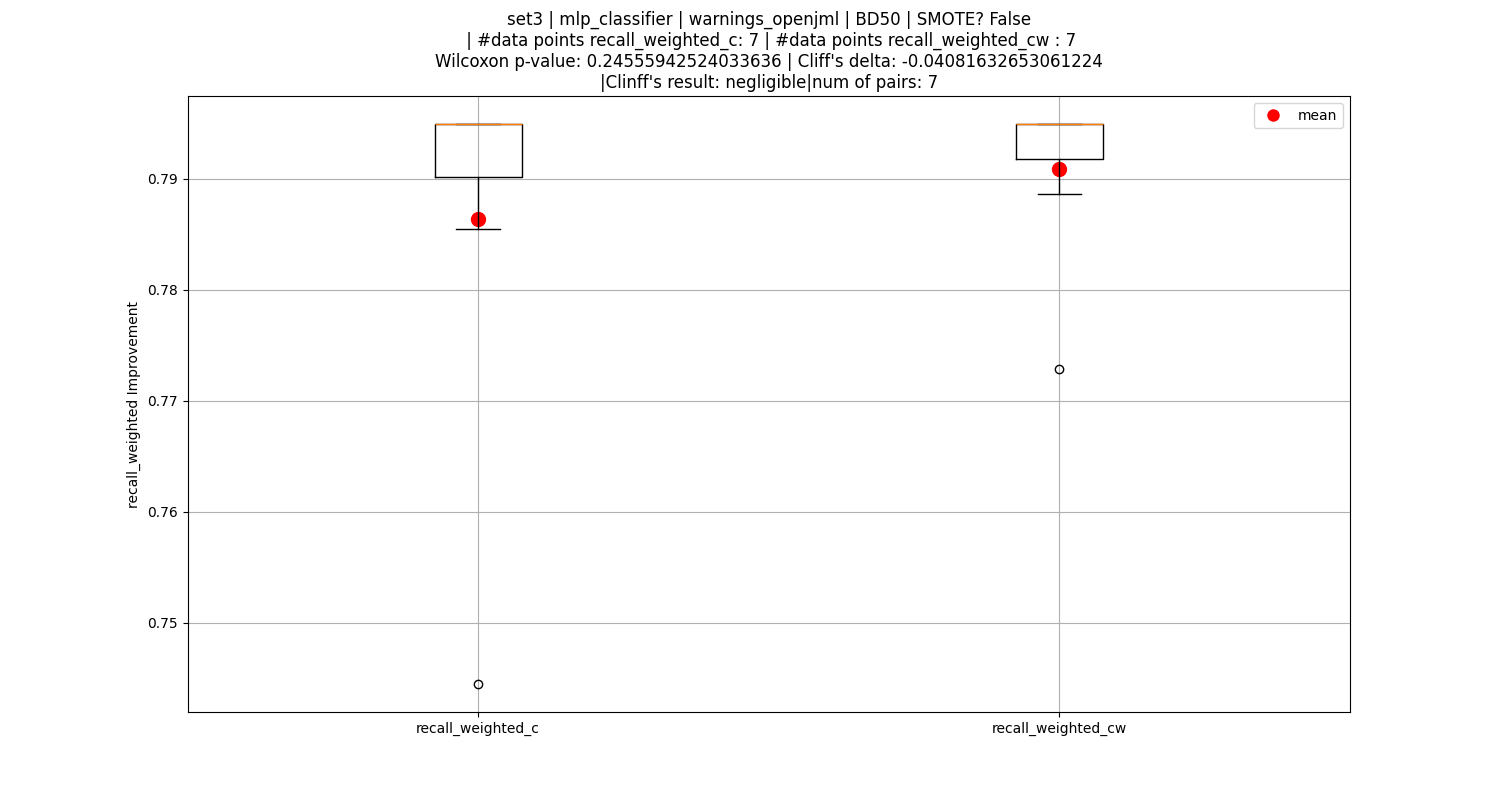 set3 | mlp_classifier | warnings_openjml | BD50 | SMOTE? False
| #data points recall_weighted_c: 7 | #data points recall_weighted_cw : 7
Wilcoxon p-value: 0.24555942524033636 | Cliff's delta: -0.04081632653061224
|Clinff's result: negligible|num of pairs: 7
mean
0.79
0.78
0.77
0.76
0.75
recall_weighted Improvement
recall_weighted_c
recall_weighted_cw